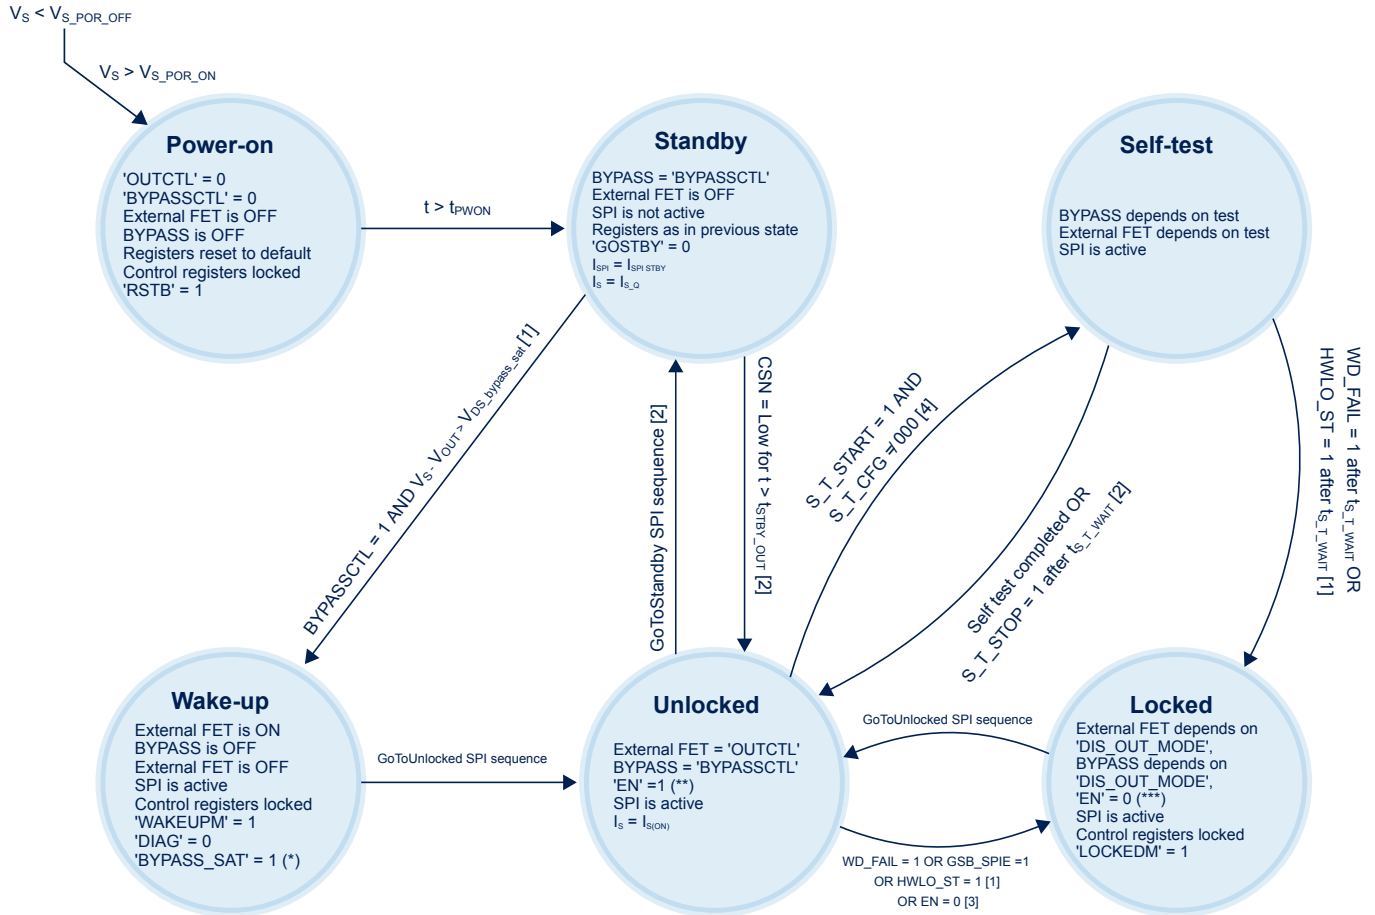 VS < VS_POR_OFF
VS > VS_POR_ON
Power-on
'OUTCTL' = 0
'BYPASSCTL' = 0
External FET is OFF
BYPASS is OFF
Registers reset to default
Control registers locked
'RSTB' = 1
t > tPWON
Standby
BYPASS = 'BYPASSCTL'
External FET is OFF
SPI is not active
Registers as in previous state
'GOSTBY' = 0
ISPI = ISPI STBY
IS = IS_Q
Self-test
BYPASS depends on test
External FET depends on test
SPI is active
BYPASSCTL = 1 AND VS - VOUT > VDS_bypass_sat [1]
GoToStandby SPI sequence [2]
CSN = Low for t > tSTBY_OUT [2]
S_T_START = 1 AND
S_T_CFG ≠ 000 [4]
Self test completed OR
S_T_STOP = 1 after tS_T_WAIT [2]
WD_FAIL = 1 after tS_T_WAIT OR
HWLO_ST = 1 after tS_T_WAIT [1]
Wake-up
External FET is ON
BYPASS is OFF
External FET is OFF
SPI is active
Control registers locked
'WAKEUPM' = 1
'DIAG' = 0
'BYPASS_SAT' = 1 (*)
GoToUnlocked SPI sequence
Unlocked
External FET = 'OUTCTL'
BYPASS = 'BYPASSCTL'
'EN' =1 (**)
SPI is active
IS = IS(ON)
GoToUnlocked SPI sequence
WD_FAIL = 1 OR GSB_SPIE =1
OR HWLO_ST = 1 [1]
OR EN = 0 [3]
Locked
External FET depends on
'DIS_OUT_MODE',
BYPASS depends on
'DIS_OUT_MODE',
'EN' = 0 (***)
SPI is active
Control registers locked
'LOCKEDM' = 1